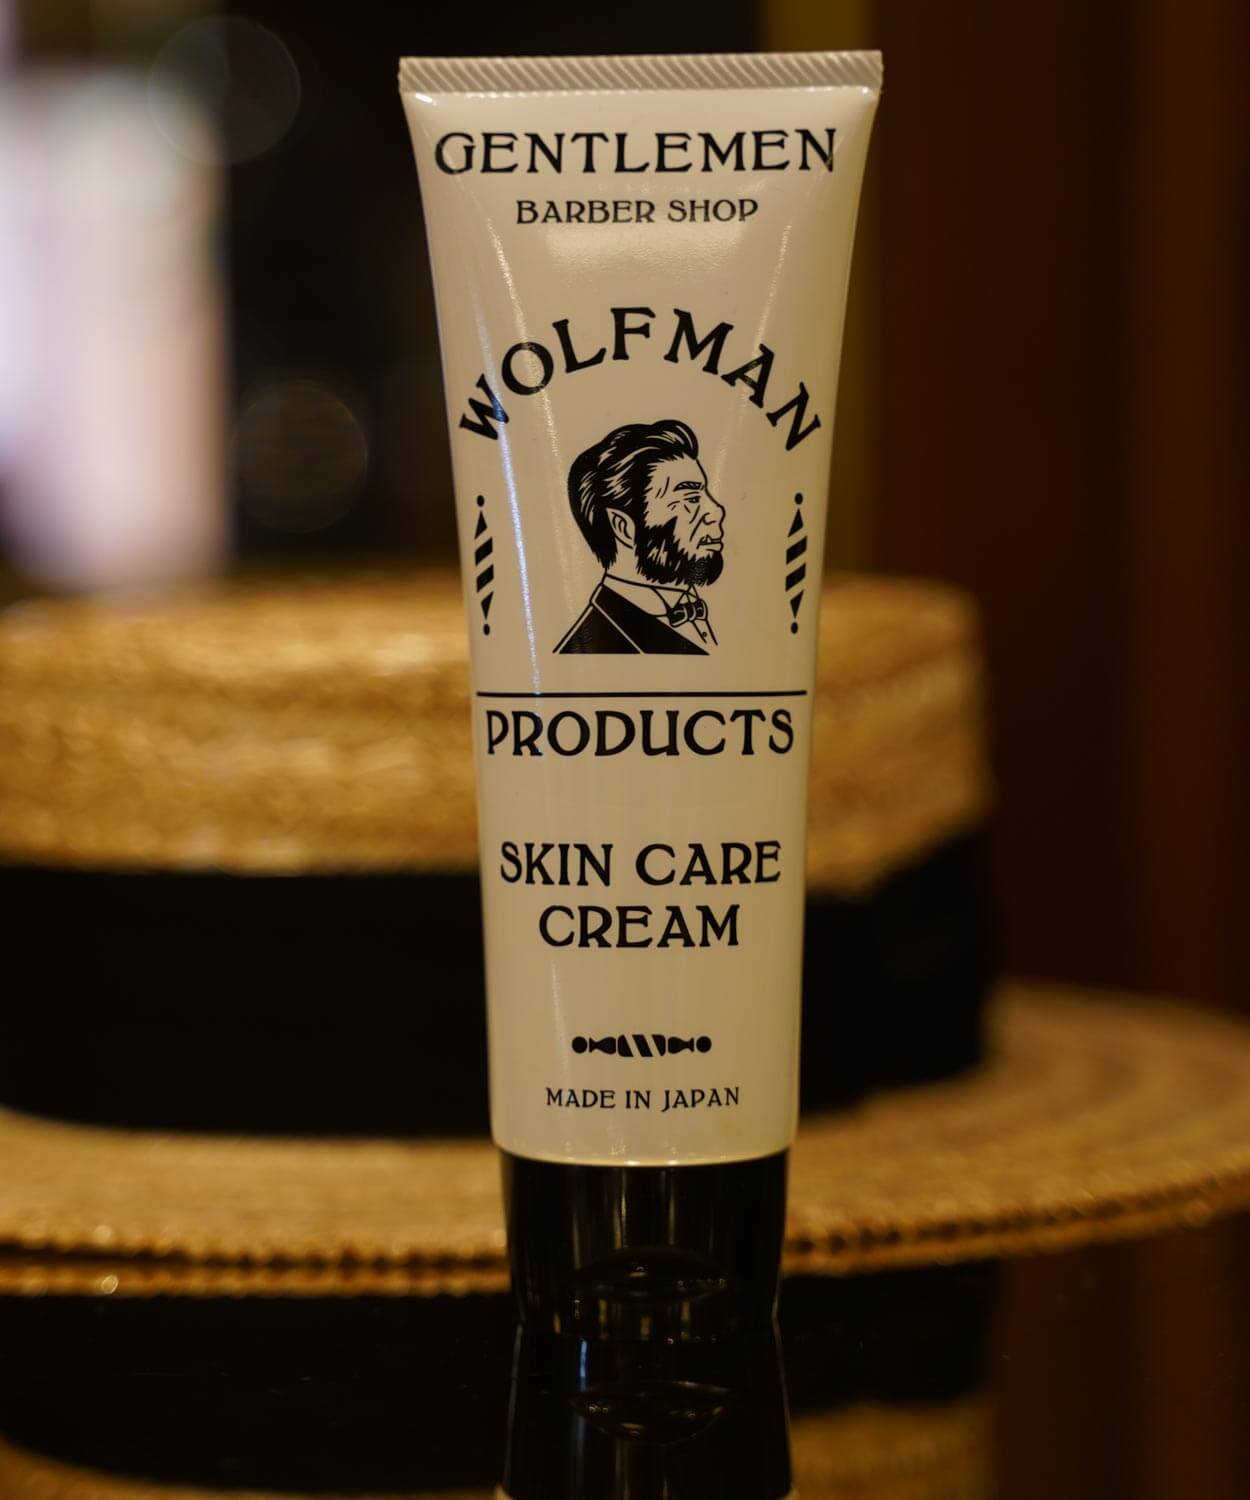 GENTLEMEN
BARBER SHOP
WOLFMAN
PRODUCTS
SKIN CARE
CREAM
MADE IN JAPAN